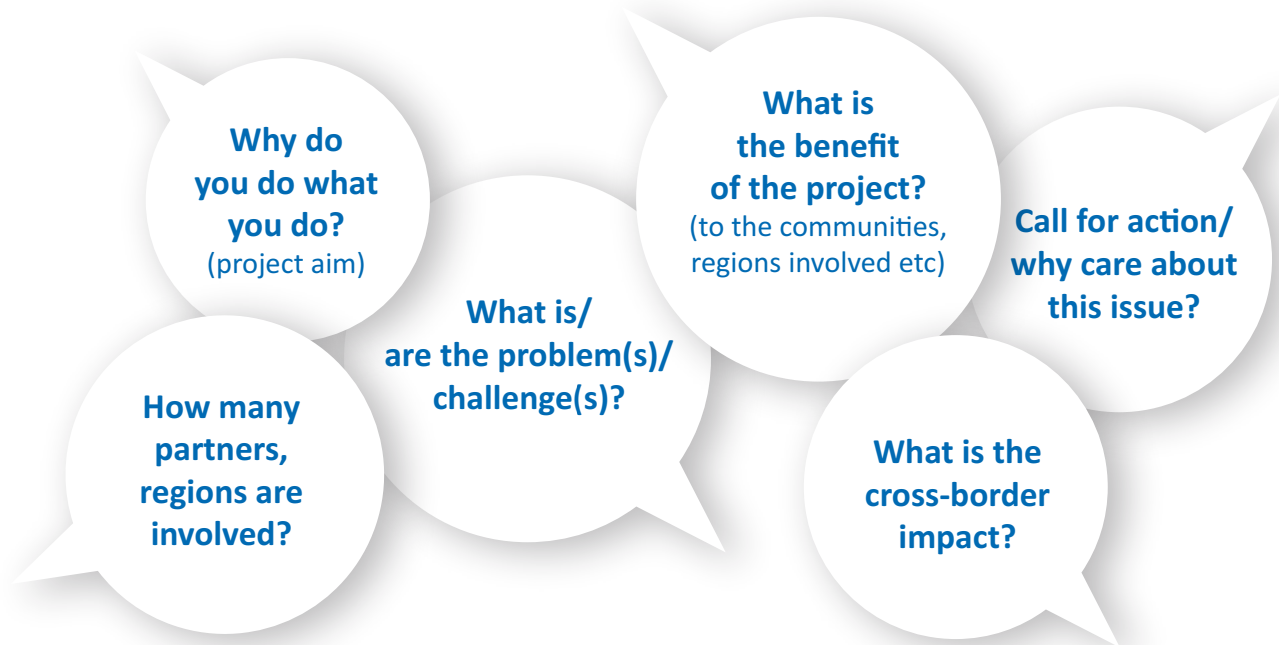 Why do
you do what
you do?
(project aim)
How many
partners,
regions are
involved?
What is/
are the problem(s)/
challenge(s)?
What is
the benefit
of the project?
(to the communities,
regions involved etc)
Call for action/
why care about
this issue?
What is the
cross-border
impact?